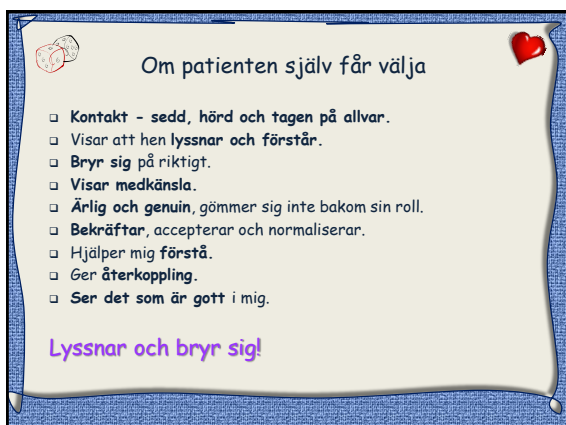 Om patienten själv får välja
Kontakt - sedd, hörd och tagen på allvar.
Visar att hen lyssnar och förstår.
Bryr sig på riktigt.
Visar medkänsla.
Ärlig och genuin, gömmer sig inte bakom sin roll.
Bekräftar, accepterar och normaliserar.
Hjälper mig förstå.
Ger återkoppling.
Ser det som är gott i mig.
Lyssnar och bryr sig!